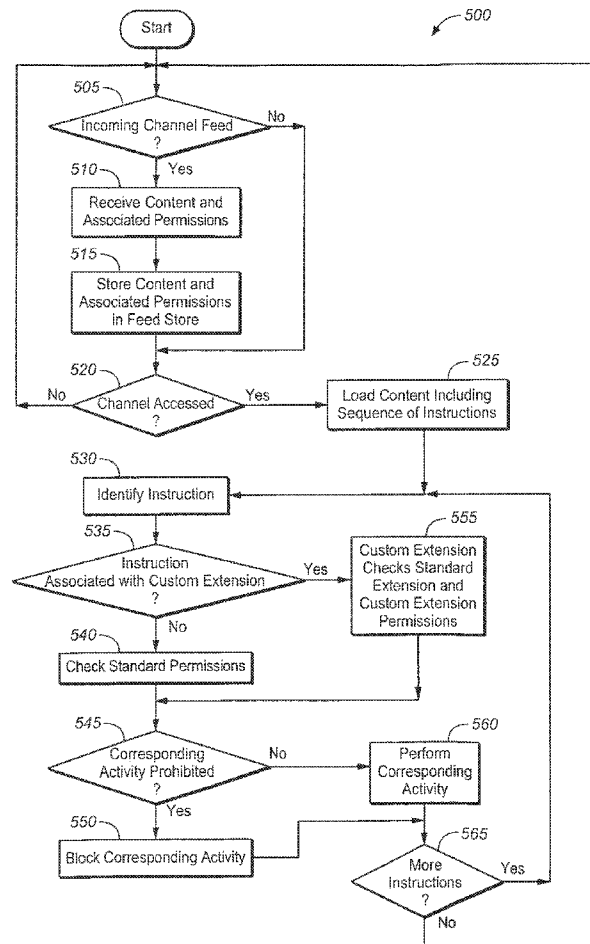 Start
500
505
Incoming Channel Feed
?
No
Yes
510
Receive Content and
Associated Permissions
515
Store Content and
Associated Permissions
in Feed Store
520
No
Channel Accessed
?
Yes
525
Load Content Including
Sequence of Instructions
530
Identify Instruction
535
Instruction
Associated with Custom Extension
?
Yes
No
555
Custom Extension
Checks Standard
Extension and
Custom Extension
Permissions
540
Check Standard Permissions
545
Corresponding
Activity Prohibited
?
No
Yes
560
Perform
Corresponding
Activity
550
Block Corresponding Activity
565
More
Instructions
?
Yes
No